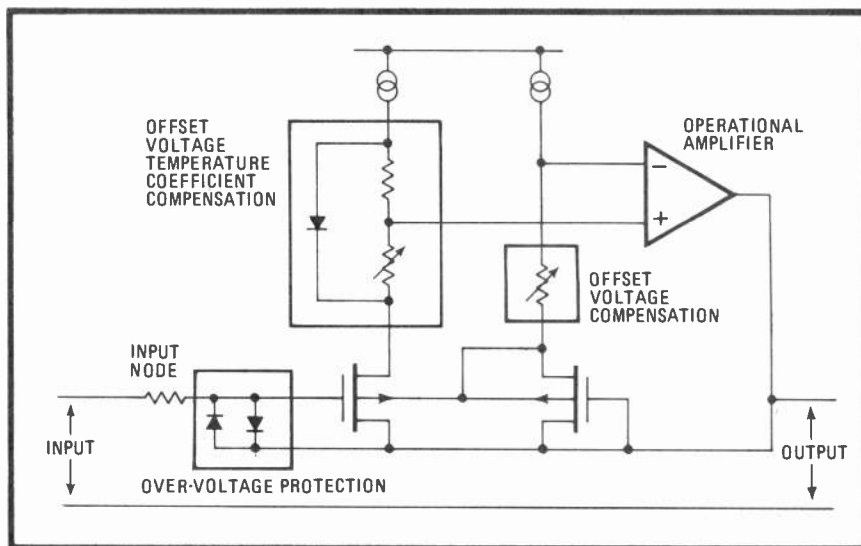 OFFSET
VOLTAGE
TEMPERATURE
COEFFICIENT
COMPENSATION
OPERATIONAL
AMPLIFIER
−
+
OFFSET
VOLTAGE
COMPENSATION
INPUT
NODE
INPUT
OUTPUT
OVER-VOLTAGE PROTECTION